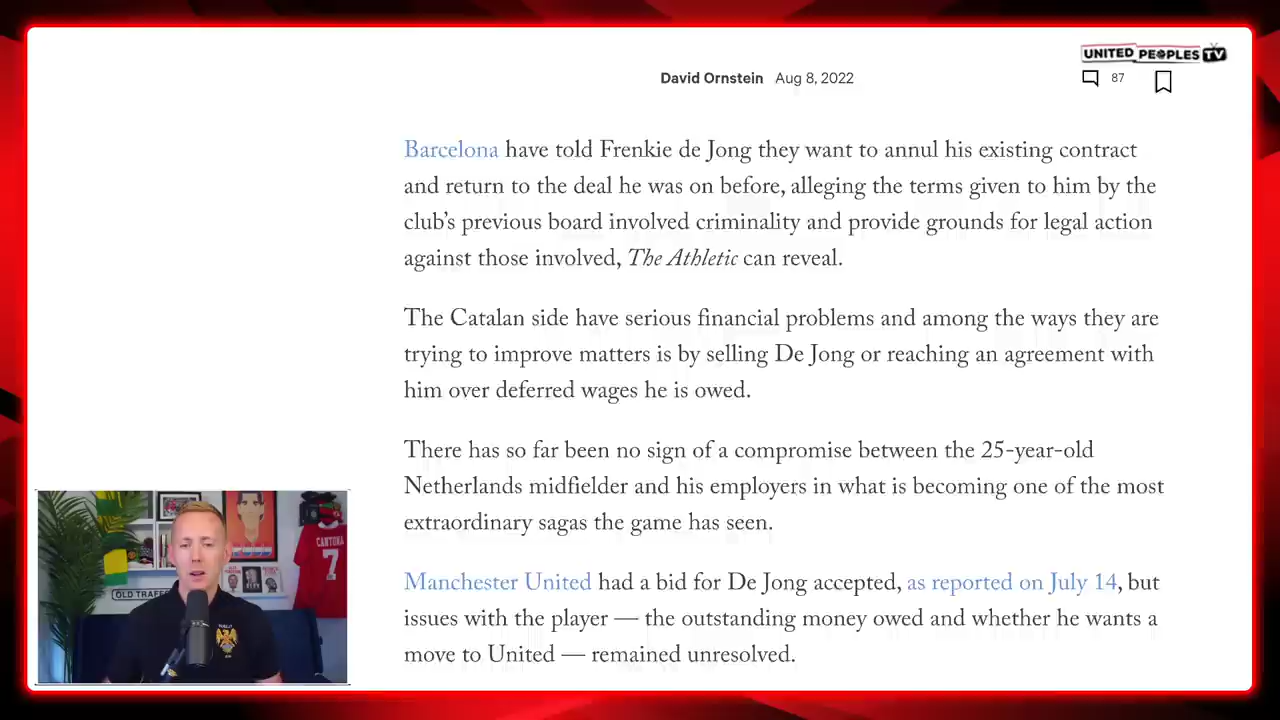 UNITED PEOPLES TV
David Ornstein Aug 8, 2022
87
Barcelona have told Frenkie de Jong they want to annul his existing contract
and return to the deal he was on before, alleging the terms given to him by the
club’s previous board involved criminality and provide grounds for legal action
against those involved, The Athletic can reveal.
The Catalan side have serious financial problems and among the ways they are
trying to improve matters is by selling De Jong or reaching an agreement with
him over deferred wages he is owed.
There has so far been no sign of a compromise between the 25-year-old
Netherlands midfielder and his employers in what is becoming one of the most
extraordinary sagas the game has seen.
Manchester United had a bid for De Jong accepted, as reported on July 14, but
issues with the player — the outstanding money owed and whether he wants a
move to United — remained unresolved.
CANTONA
7
OLD TRAFF